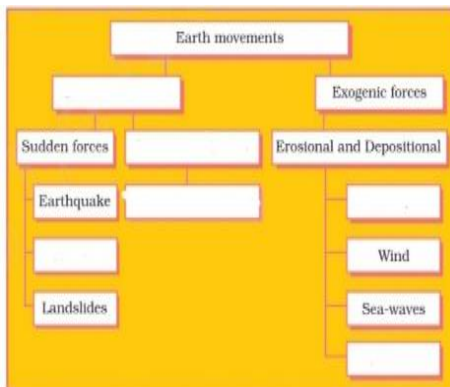 Earth movements
Exogenic forces
Sudden forces
Erosional and Depositional
Earthquake
Wind
Landslides
Sea-waves